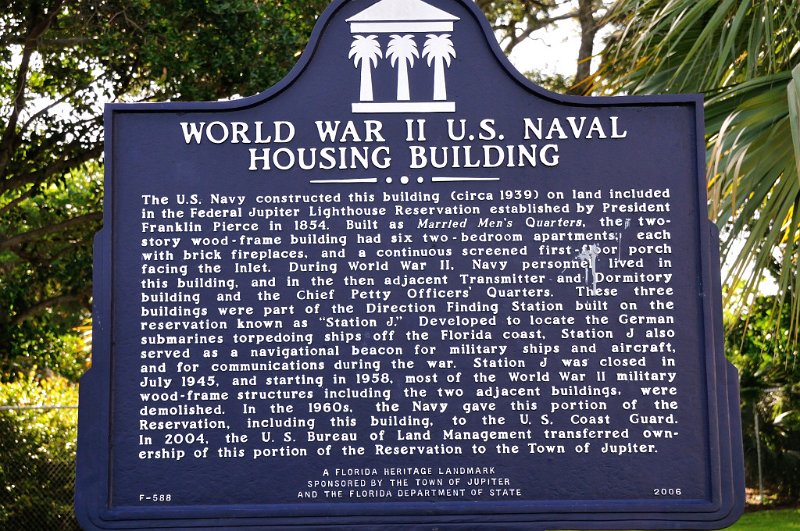 WORLD WAR II U.S. NAVAL
HOUSING BUILDING
The U.S. Navy constructed this building (circa 1939) on land included
in the Federal Jupiter Lighthouse Reservation established by President
Franklin Pierce in 1854. Built as Married Men's Quarters, the two-
story wood-frame building had six two-bedroom apartments, each
with brick fireplaces, and a continuous screened first-floor porch
facing the Inlet. During World War II, Navy personnel lived in
this building, and in the then adjacent Transmitter and Dormitory
building and the Chief Petty Officers' Quarters. These three
buildings were part of the Direction Finding Station built on the
reservation known as "Station J." Developed to locate the German
submarines torpedoing ships off the Florida coast, Station J also
served as a navigational beacon for military ships and aircraft,
and for communications during the war. Station J was closed in
July 1945, and starting in 1958, most of the World War II military
wood-frame structures including the two adjacent buildings, were
demolished. In the 1960s, the Navy gave this portion of the
Reservation, including this building, to the U.S. Coast Guard.
In 2004, the U.S. Bureau of Land Management transferred own-
ership of this portion of the Reservation to the Town of Jupiter.
A FLORIDA HERITAGE LANDMARK
SPONSORED BY THE TOWN OF JUPITER
F-588 AND THE FLORIDA DEPARTMENT OF STATE 2006